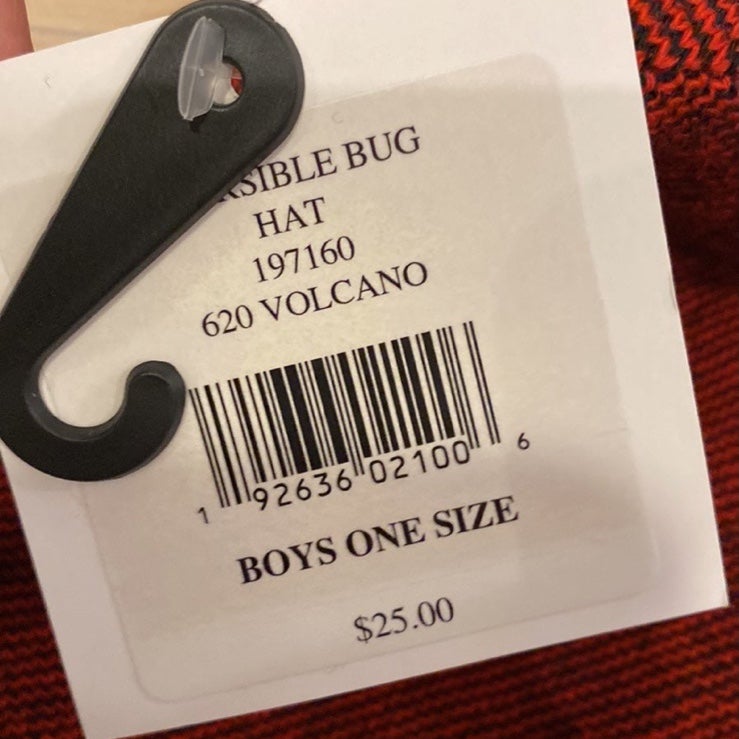 RSIBLE BUG
HAT
197160
620 VOLCANO
1 92636 02100 6
BOYS ONE SIZE
$25.00